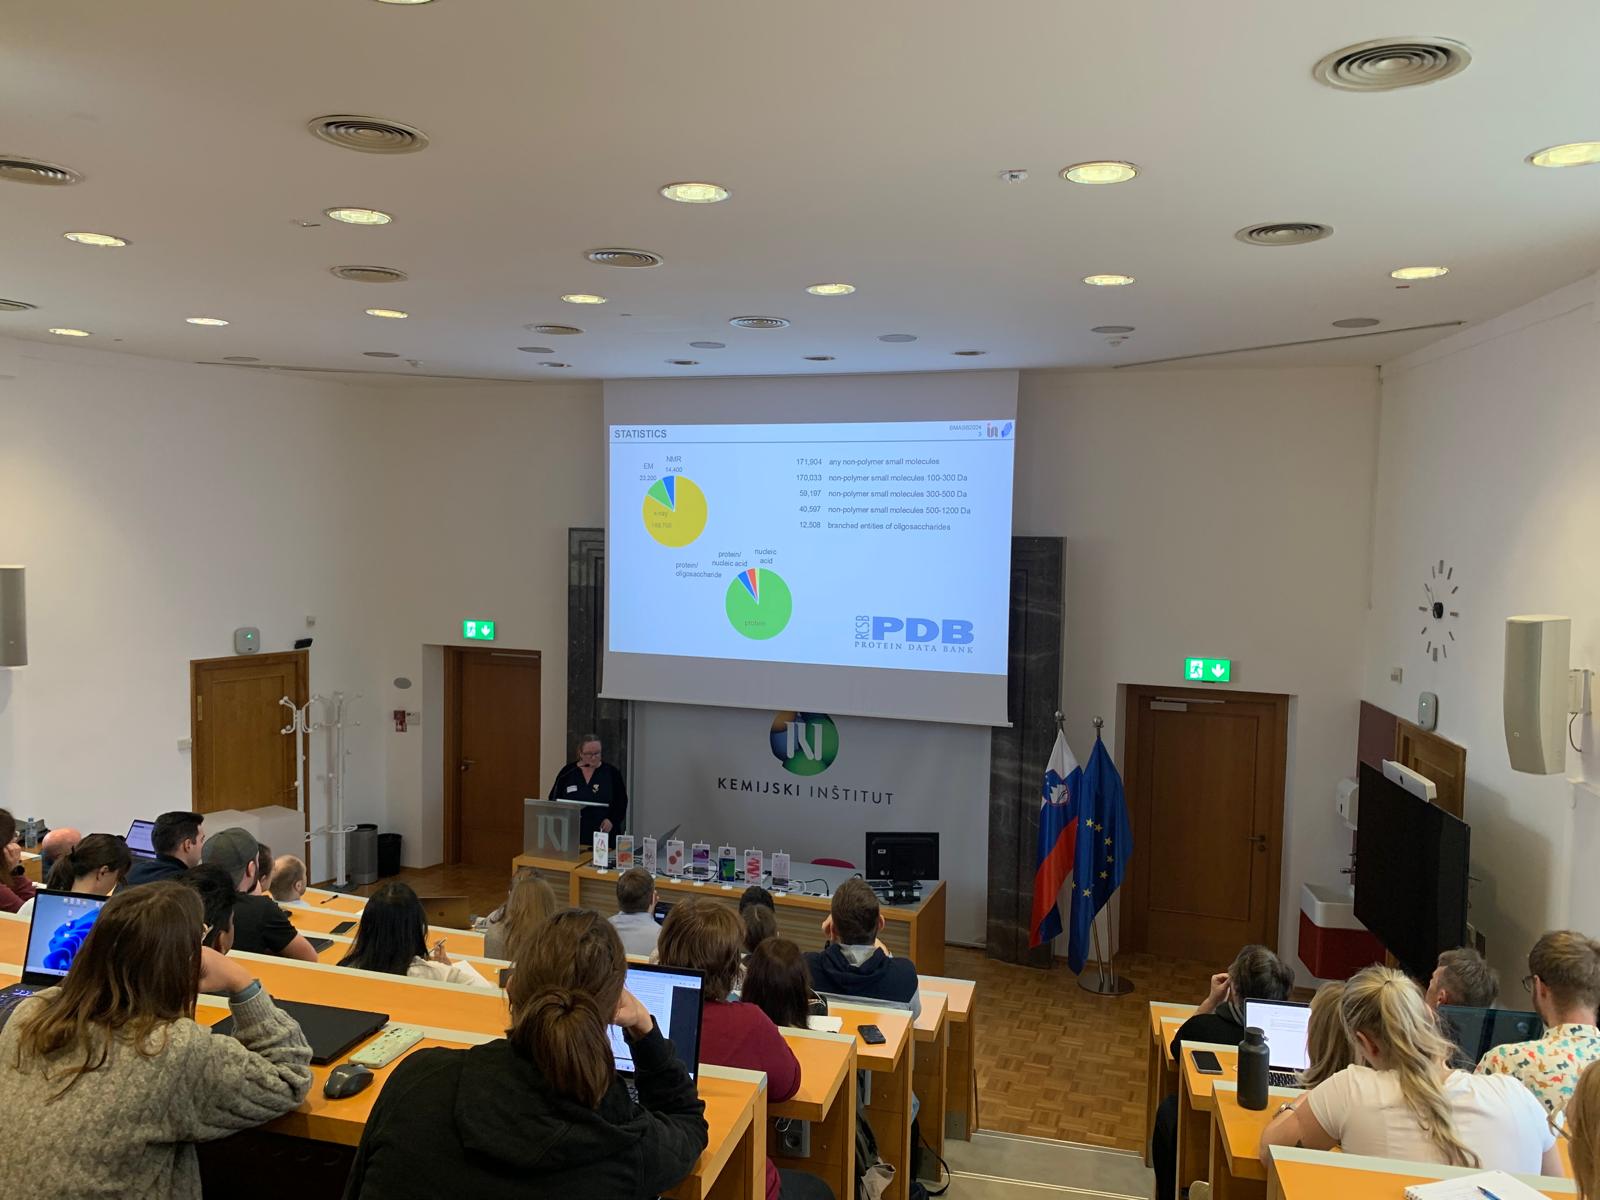 STATISTICS
BMASB2024
3
NMR
14,400
EM
23,200
x-ray
171,904 any non-polymer small molecules
170,033 non-polymer small molecules 100-300 Da
59,197 non-polymer small molecules 300-500 Da
40,597 non-polymer small molecules 500-1200 Da
12,508 branched entities of oligosaccharides
nucleic
acid
protein/
nucleic acid
protein/
oligosaccharide
protein
RCSB
PDB
PROTEIN DATA BANK
KEMIJSKI INŠTITUT